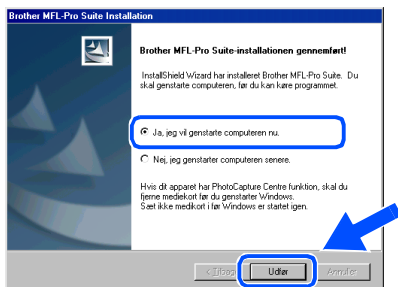 Brother MFL-Pro Suite Installation
Brother MFL-Pro Suite-installationen gennemført!
InstallShield Wizard har installeret Brother MFL-Pro Suite. Du
skal genstarte computeren, før du kan køre programmet.
Ja, jeg vil genstarte computeren nu.
Nej, jeg genstarter computeren senere.
Hvis dit apparat har PhotoCapture Centre funktion, skal du
fjerne mediekort før du genstarter Windows.
Sæt ikke medikort i før Windows er startet igen.
< Tilbage Udfør Annuller